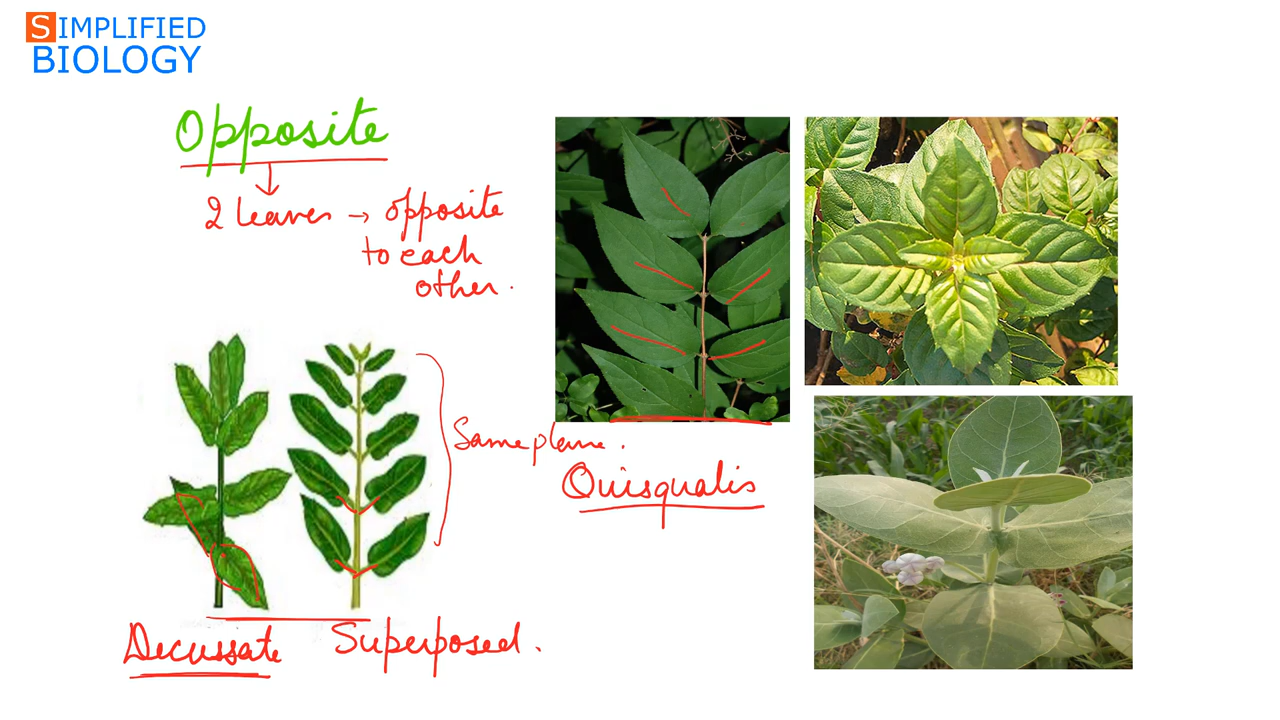 SIMPLIFIED
BIOLOGY
Opposite
2 leaves → opposite
to each
other.
Same plane.
Quisqualis
Decussate
Superposed.